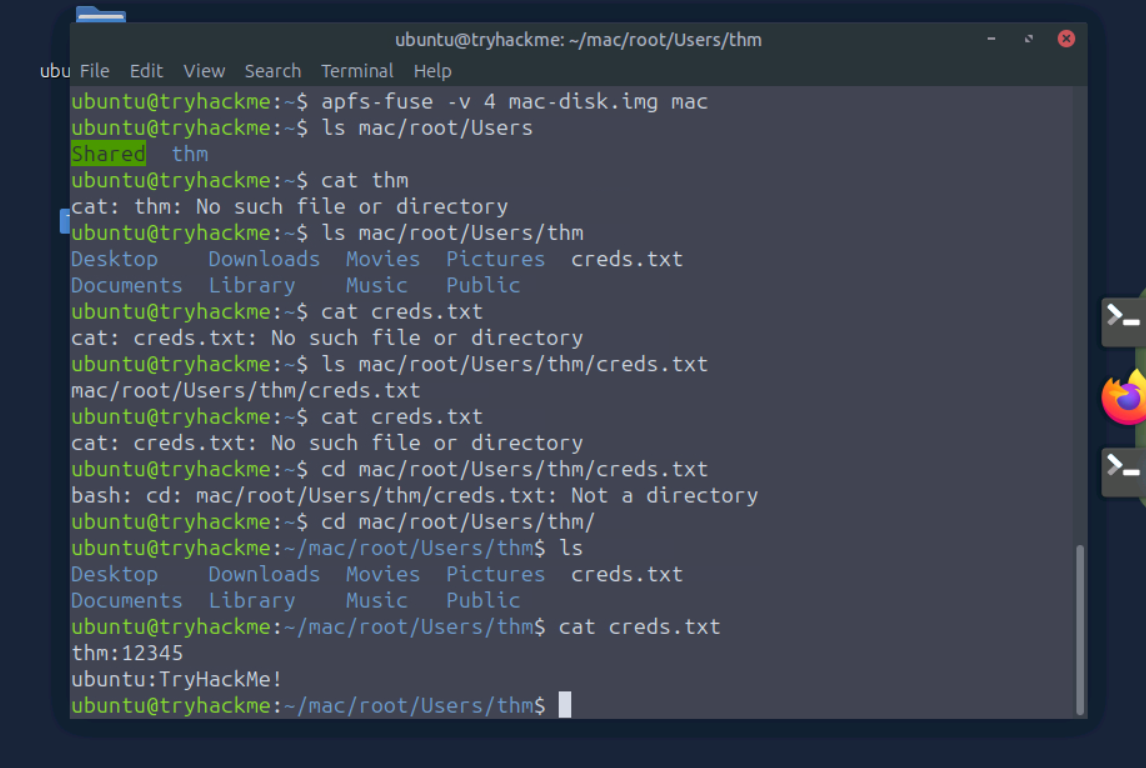 ubuntu@tryhackme: ~/mac/root/Users/thm
ubu
File Edit View Search Terminal Help
ubuntu@tryhackme:~$ apfs-fuse -v 4 mac-disk.img mac
ubuntu@tryhackme:~$ ls mac/root/Users
Shared thm
ubuntu@tryhackme:~$ cat thm
cat: thm: No such file or directory
ubuntu@tryhackme:~$ ls mac/root/Users/thm
Desktop Downloads Movies Pictures creds.txt
Documents Library Music Public
ubuntu@tryhackme:~$ cat creds.txt
cat: creds.txt: No such file or directory
ubuntu@tryhackme:~$ ls mac/root/Users/thm/creds.txt
mac/root/Users/thm/creds.txt
ubuntu@tryhackme:~$ cat creds.txt
cat: creds.txt: No such file or directory
ubuntu@tryhackme:~$ cd mac/root/Users/thm/creds.txt
bash: cd: mac/root/Users/thm/creds.txt: Not a directory
ubuntu@tryhackme:~$ cd mac/root/Users/thm/
ubuntu@tryhackme:~/mac/root/Users/thm$ ls
Desktop Downloads Movies Pictures creds.txt
Documents Library Music Public
ubuntu@tryhackme:~/mac/root/Users/thm$ cat creds.txt
thm:12345
ubuntu:TryHackMe!
ubuntu@tryhackme:~/mac/root/Users/thm$